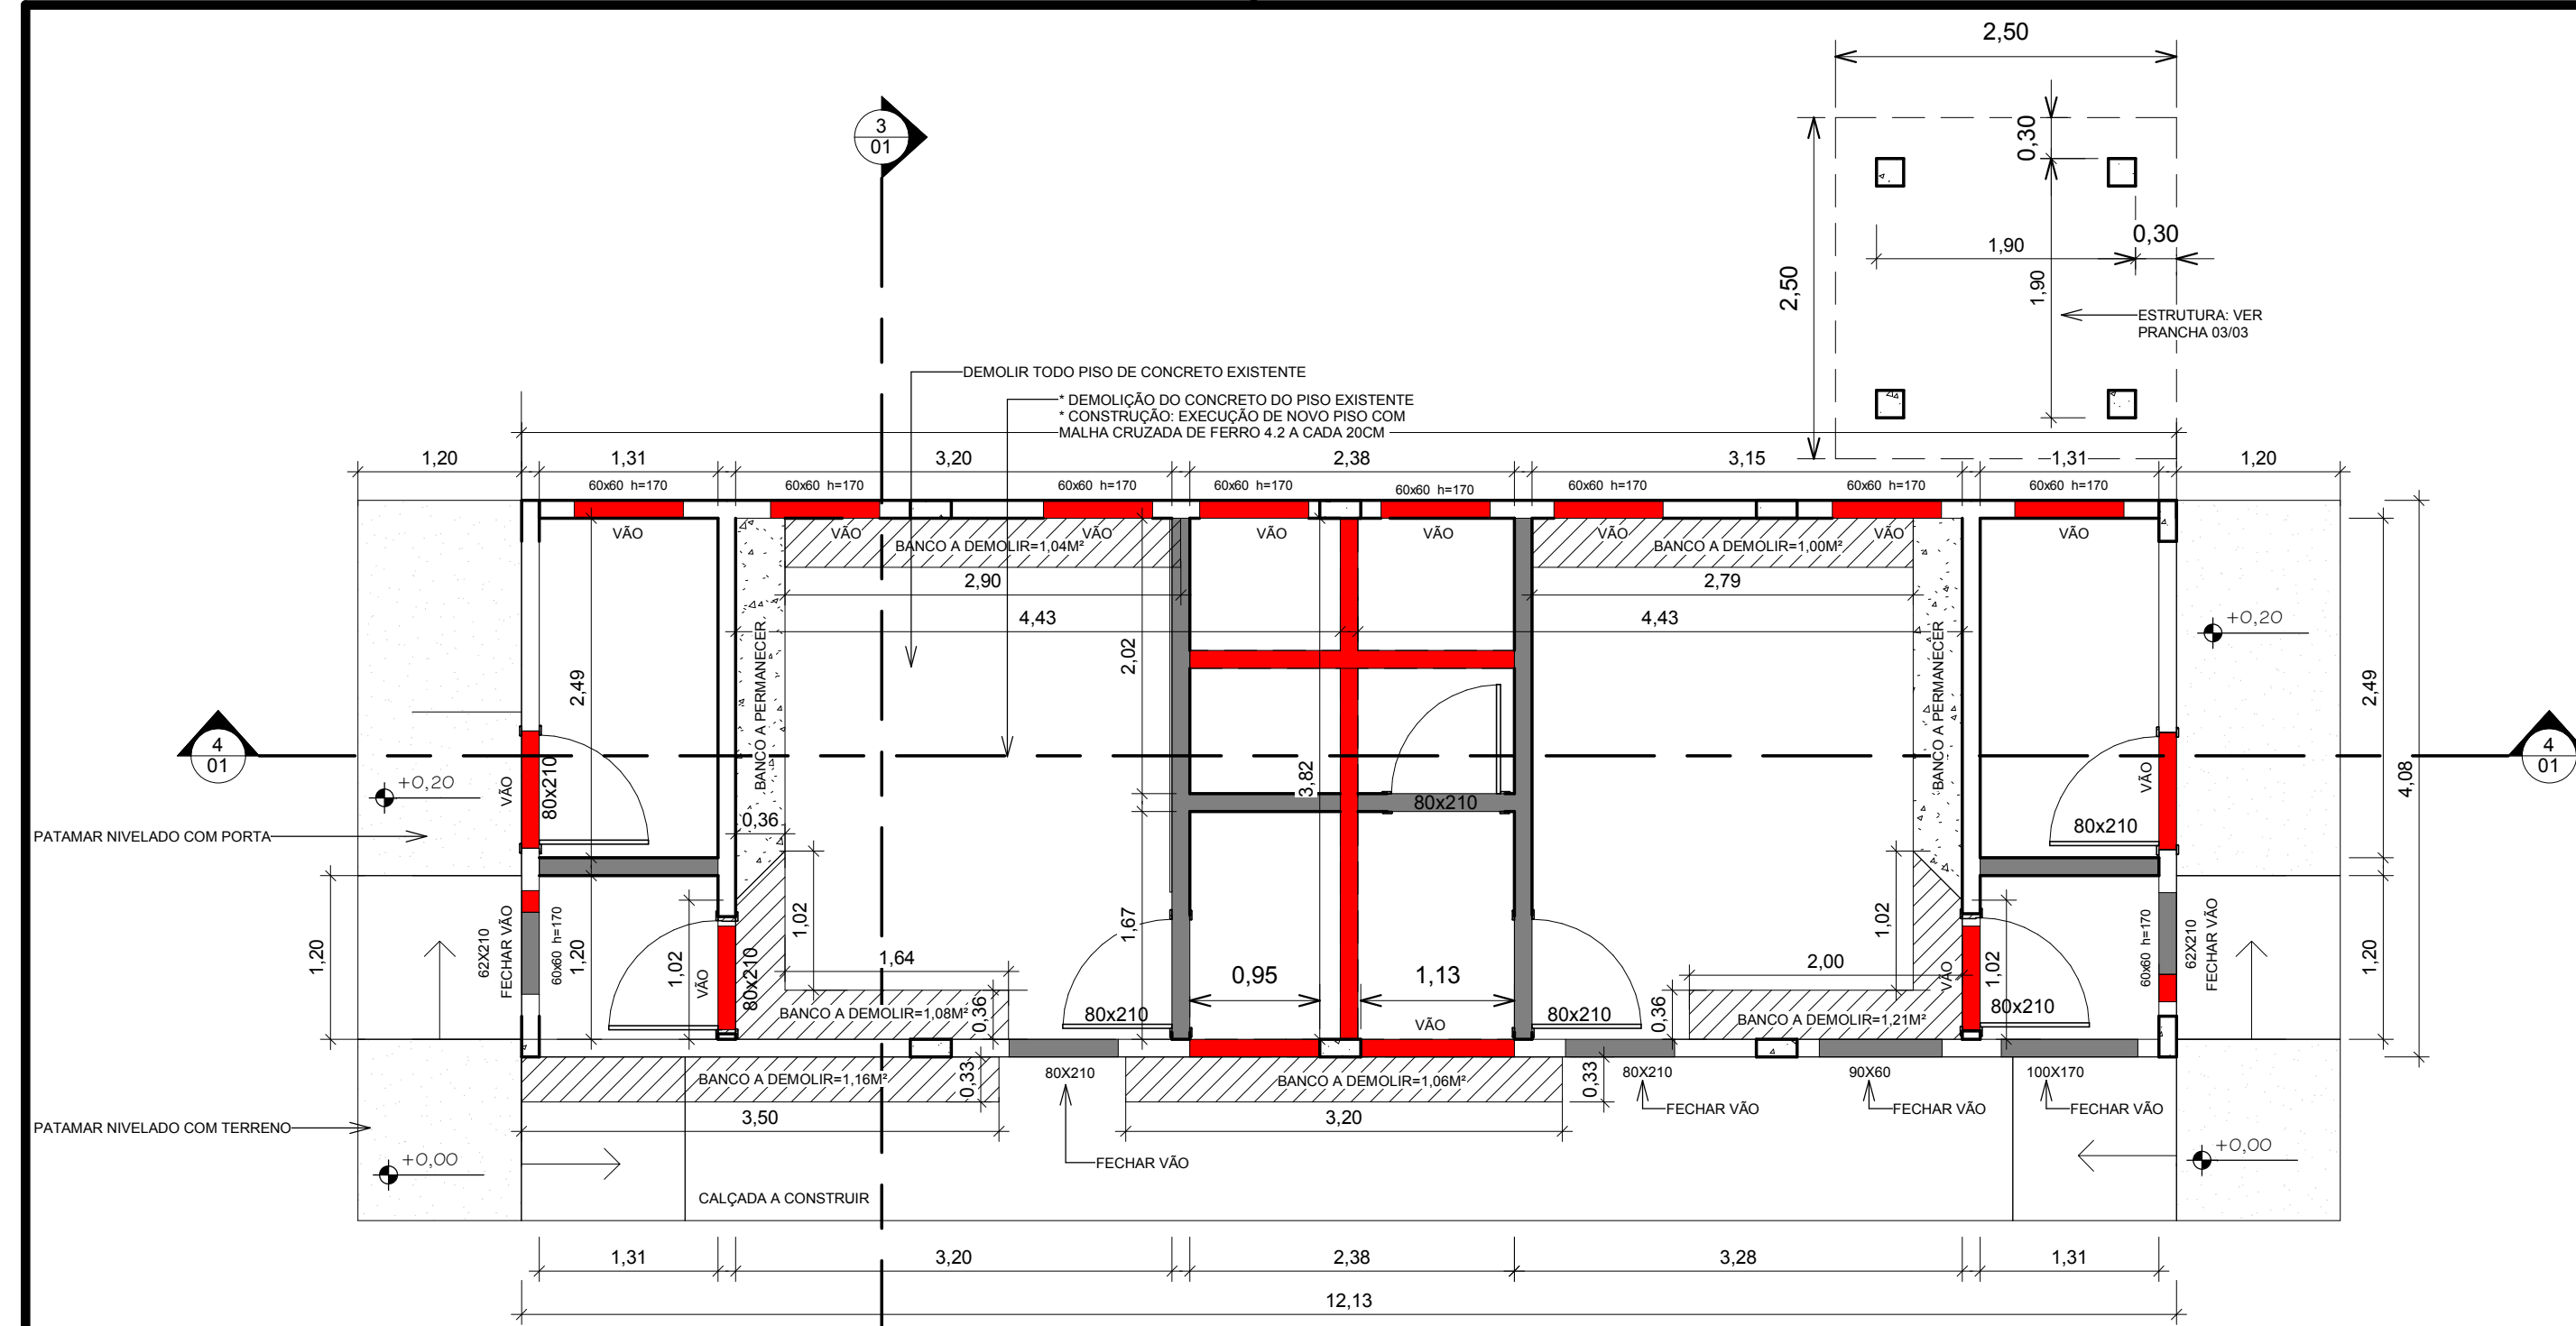 2,50
3
01
0,30
1,90
0,30
2,50
1,90
ESTRUTURA: VER
PRANCHA 03/03
DEMOLIR TODO PISO DE CONCRETO EXISTENTE
* DEMOLIÇÃO DO CONCRETO DO PISO EXISTENTE
* CONSTRUÇÃO: EXECUÇÃO DE NOVO PISO COM
MALHA CRUZADA DE FERRO 4.2 A CADA 20CM
1,20 1,31 3,20 2,38 3,15 1,31 1,20
60x60 h=170 60x60 h=170 60x60 h=170 60x60 h=170 60x60 h=170 60x60 h=170 60x60 h=170 60x60 h=170
VÃO VÃO VÃO VÃO VÃO VÃO VÃO VÃO
BANCO A DEMOLIR=1,04M² BANCO A DEMOLIR=1,00M²
2,90 2,79
4,43 4,43
+0,20
BANCO A PERMANECER
BANCO A PERMANECER
2,02
2,49
2,49
4
01
4
01
3,82
4,08
+0,20
VÃO
80x210
VÃO
80x210
80x210
PATAMAR NIVELADO COM PORTA
0,36
1,20
62X210
FECHAR VÃO
60x60 h=170
1,20
1,02
VÃO
80x210
1,02
1,67
1,64
0,95
1,13
1,02
2,00
VÃO
1,02
60x60 h=170
62X210
FECHAR VÃO
1,20
BANCO A DEMOLIR=1,08M²
0,36
80x210
VÃO
80x210
0,36
BANCO A DEMOLIR=1,21M²
80x210
BANCO A DEMOLIR=1,16M²
0,33
80X210
BANCO A DEMOLIR=1,06M²
0,33
80X210
90X60
100X170
FECHAR VÃO
FECHAR VÃO
FECHAR VÃO
3,50
3,20
PATAMAR NIVELADO COM TERRENO
+0,00
FECHAR VÃO
+0,00
CALÇADA A CONSTRUIR
1,31 3,20 2,38 3,28 1,31
12,13